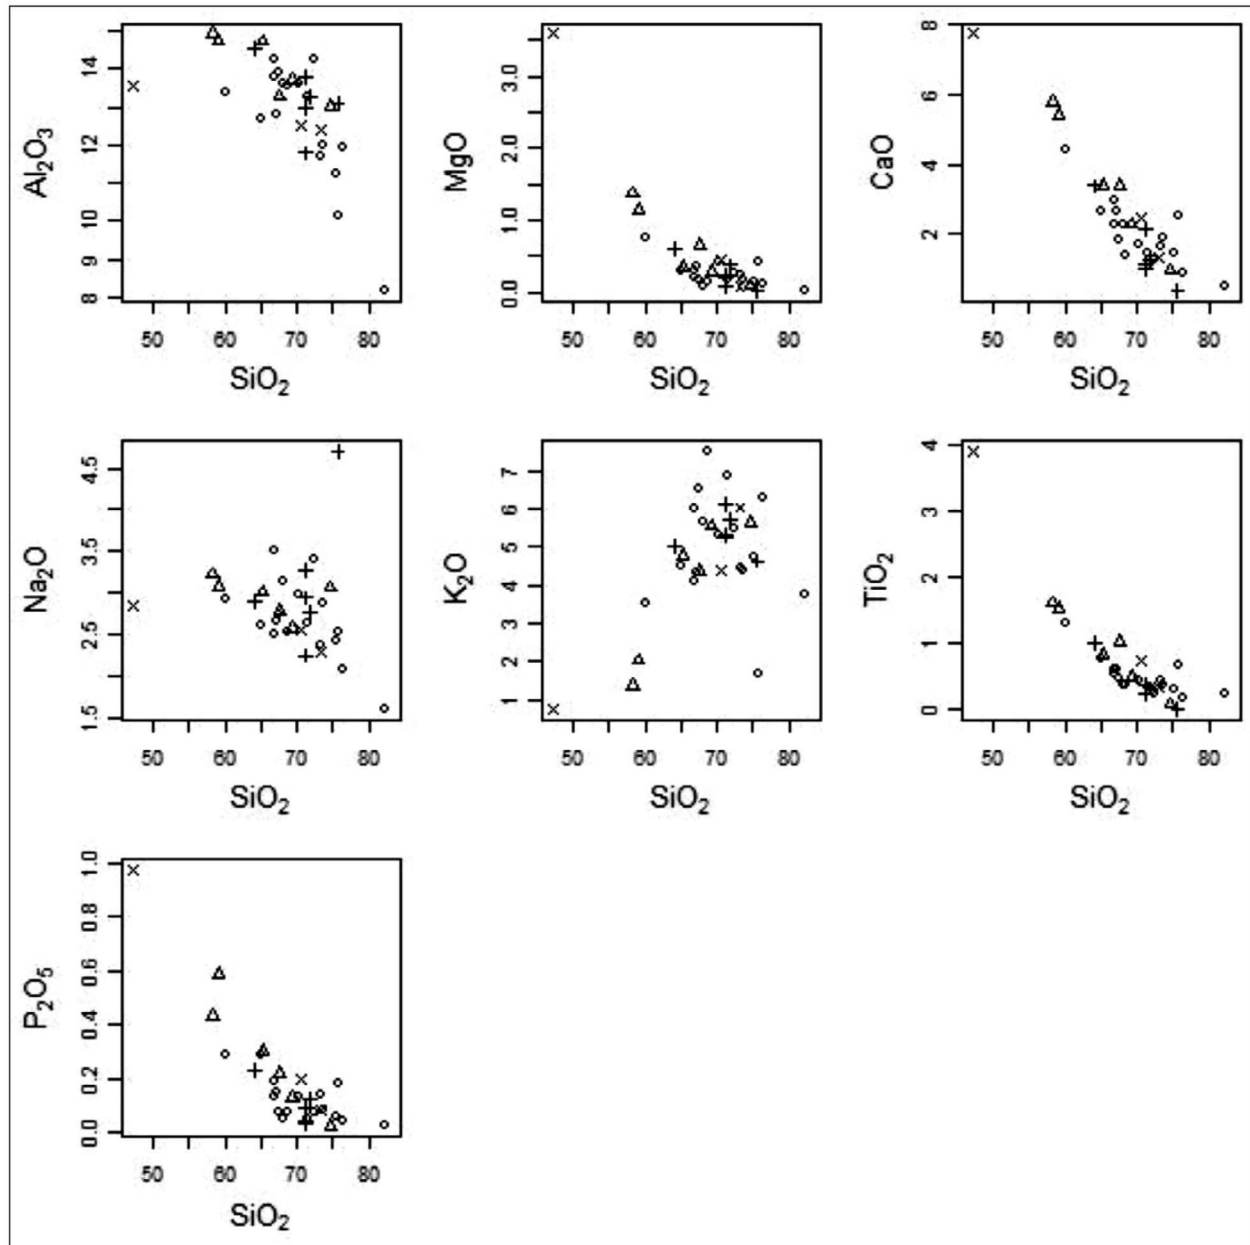 Al₂O₃
8 9 10 12 14
50 60 70 80
SiO₂
MgO
0.0 1.0 2.0 3.0
50 60 70 80
SiO₂
CaO
2 4 6 8
50 60 70 80
SiO₂
Na₂O
1.5 2.5 3.5 4.5
50 60 70 80
SiO₂
K₂O
1 2 3 4 5 6 7
50 60 70 80
SiO₂
TiO₂
0 1 2 3 4
50 60 70 80
SiO₂
P₂O₅
0.0 0.2 0.4 0.6 0.8 1.0
50 60 70 80
SiO₂